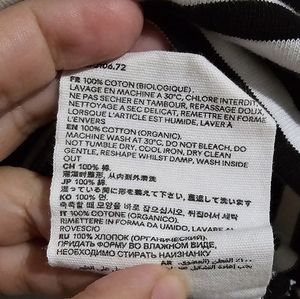 06.72
FR 100% COTON (BIOLOGIQUE).
LAVAGE EN MACHINE A 30°C, CHLORE INTERDIT,
NE PAS SECHER EN TAMBOUR, REPASSAGE DOUX,
NETTOYAGE A SEC DELICAT, REMETTRE EN FORME
LORSQUE L'ARTICLE EST HUMIDE, LAVER À
L'ENVERS
EN 100% COTTON (ORGANIC).
MACHINE WASH AT 30°C, DO NOT BLEACH, DO
NOT TUMBLE DRY, COOL IRON, DRY CLEAN
GENTLE, RESHAPE WHILST DAMP, WASH INSIDE
OUT
CH 100% 棉.
JP 100% 綿.
KO 100% 면.
IT 100% COTONE (ORGANICO).
RIMETTERE IN FORMA DA UMIDO, LAVARE A
ROVESCIO
RU 100% ХЛОПОК (ОРГАНИЧЕСКИЙ).
ПРИДАТЬ ФОРМУ ВО ВЛАЖНОМ ВИДЕ,
НЕОБХОДИМО СТИРАТЬ НАИЗНАНКУ